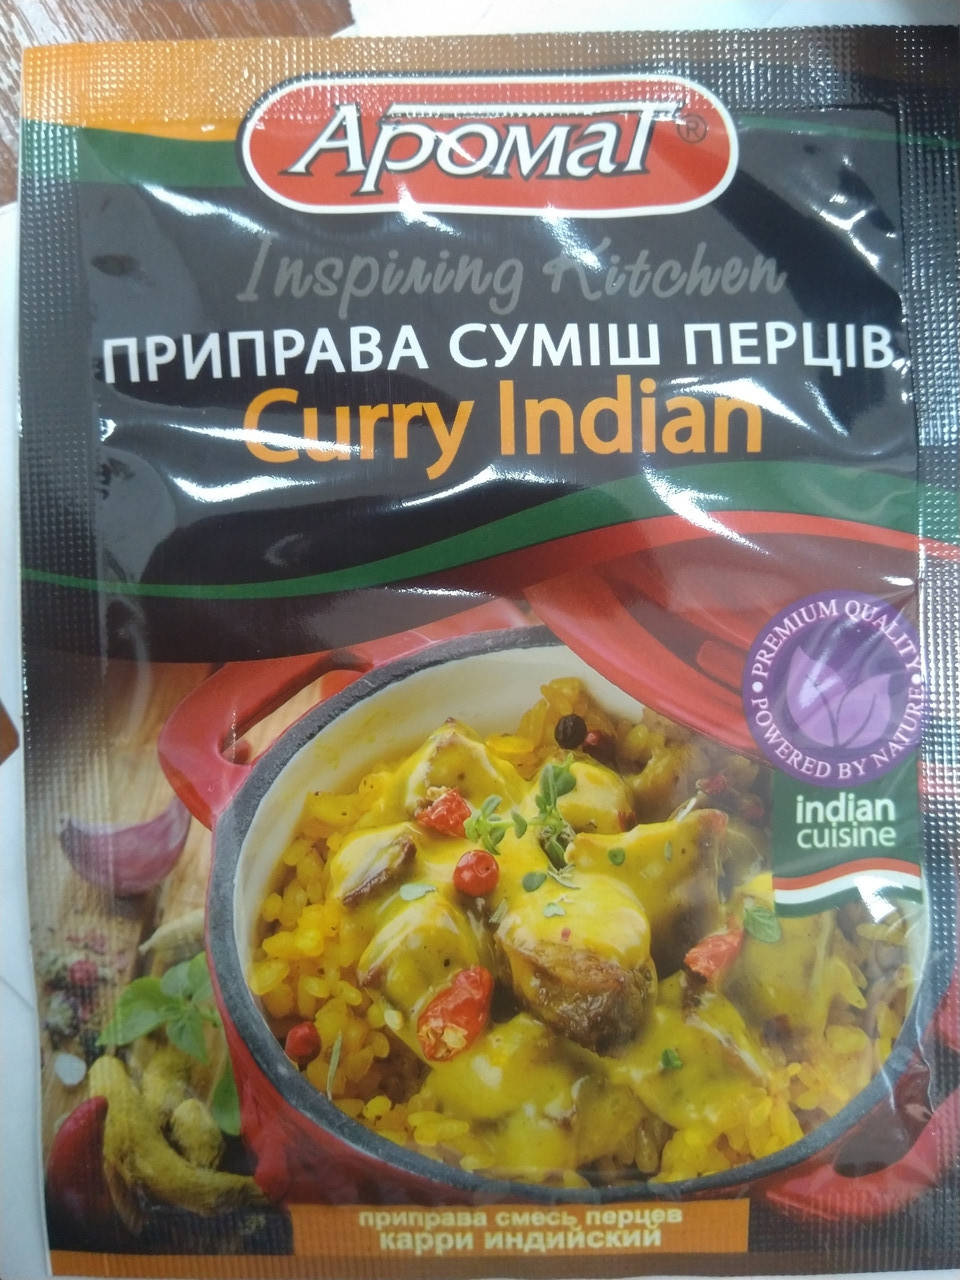 Аромат®
Inspiring Kitchen
ПРИПРАВА СУМІШ ПЕРЦІВ
Curry Indian
• PREMIUM QUALITY •
POWERED BY NATURE
indian
cuisine
приправа смесь перцев
карри индийский